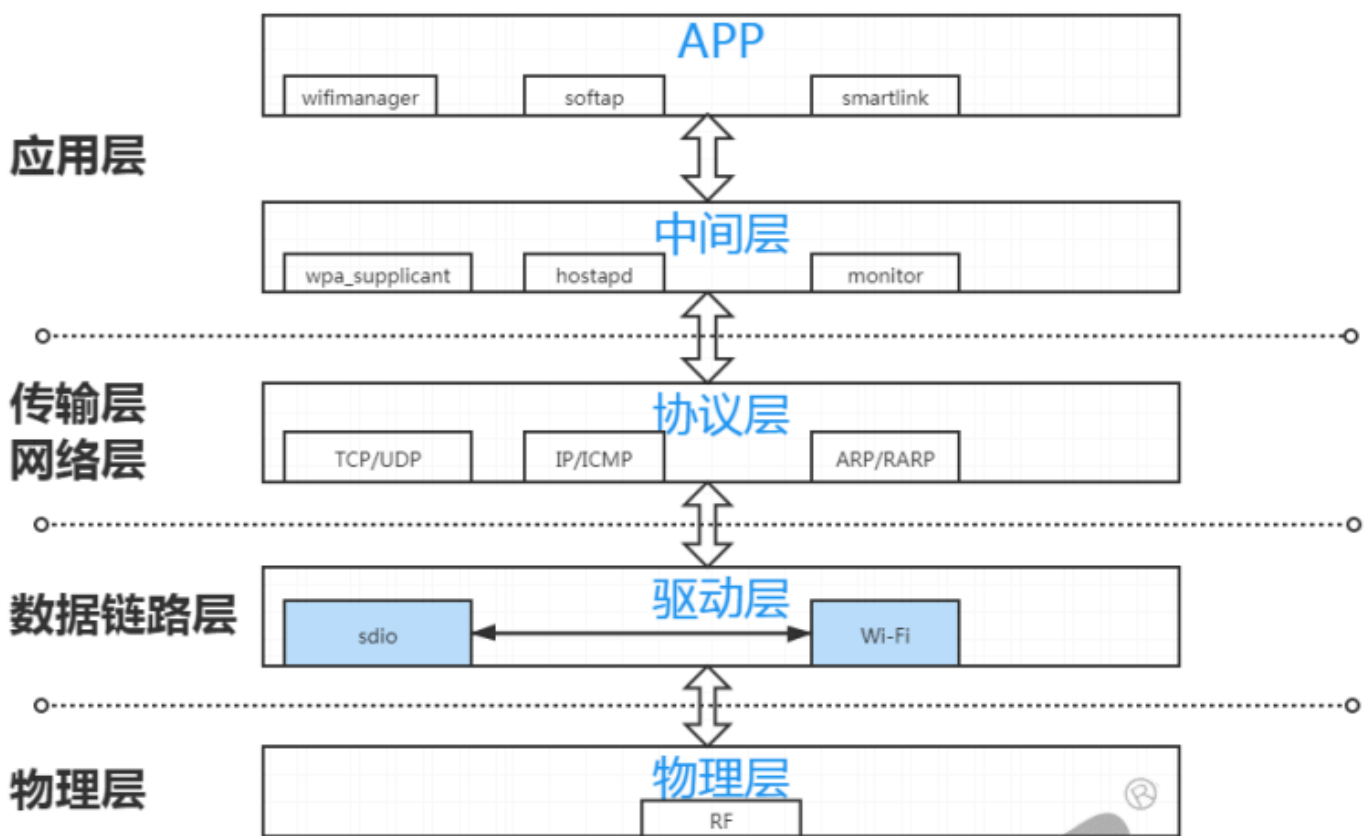 APP
wifimanager
softap
smartlink
应用层
中间层
wpa_supplicant
hostapd
monitor
传输层
网络层
协议层
TCP/UDP
IP/ICMP
ARP/RARP
数据链路层
驱动层
sdio
Wi-Fi
物理层
物理层
RF
®